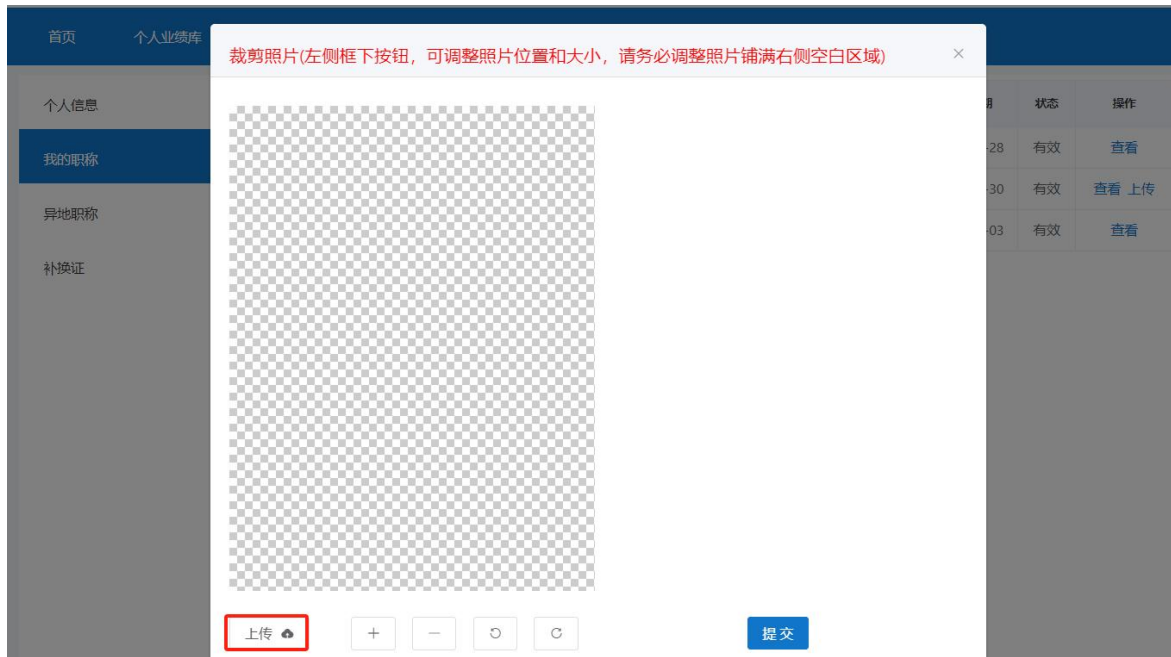 首页 个人业绩库
裁剪照片(左侧框下按钮，可调整照片位置和大小，请务必调整照片铺满右侧空白区域) ×
个人信息
期 状态 操作
我的职称
-28 有效 查看
-30 有效 查看 上传
异地职称
-03 有效 查看
补换证
上传 + －
提交